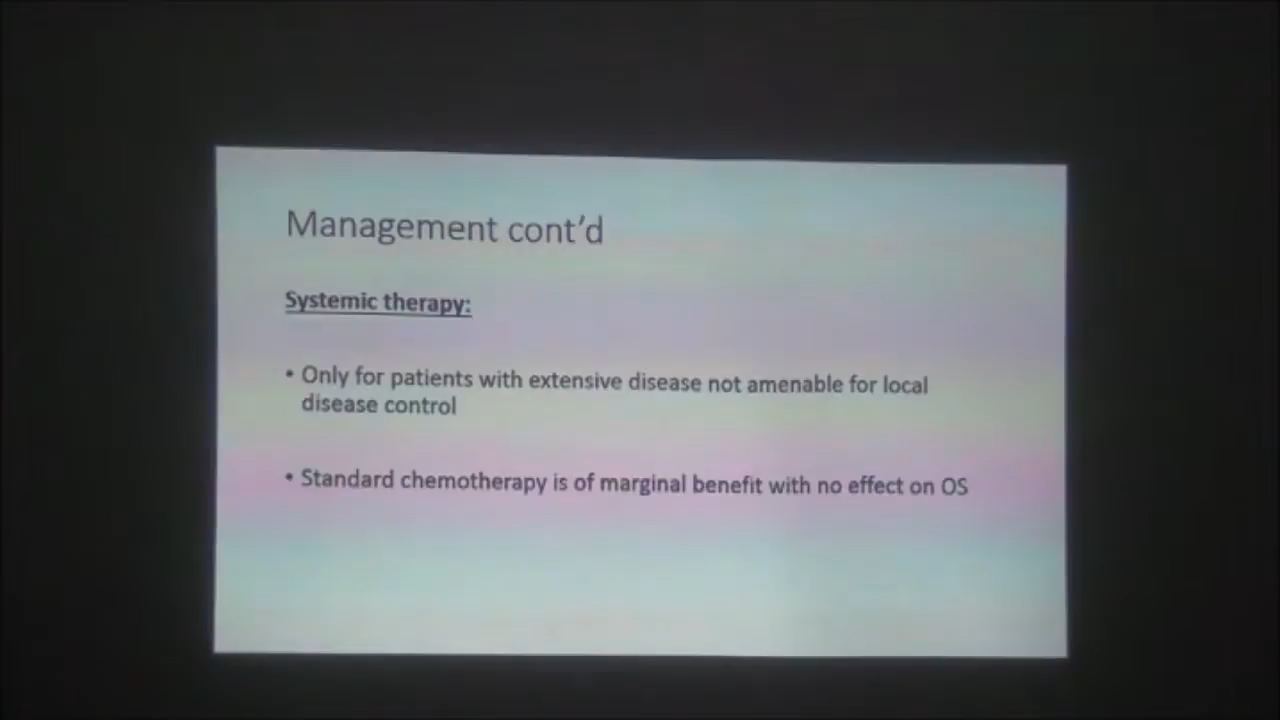 Management cont'd
Systemic therapy:
• Only for patients with extensive disease not amenable for local
disease control
• Standard chemotherapy is of marginal benefit with no effect on OS